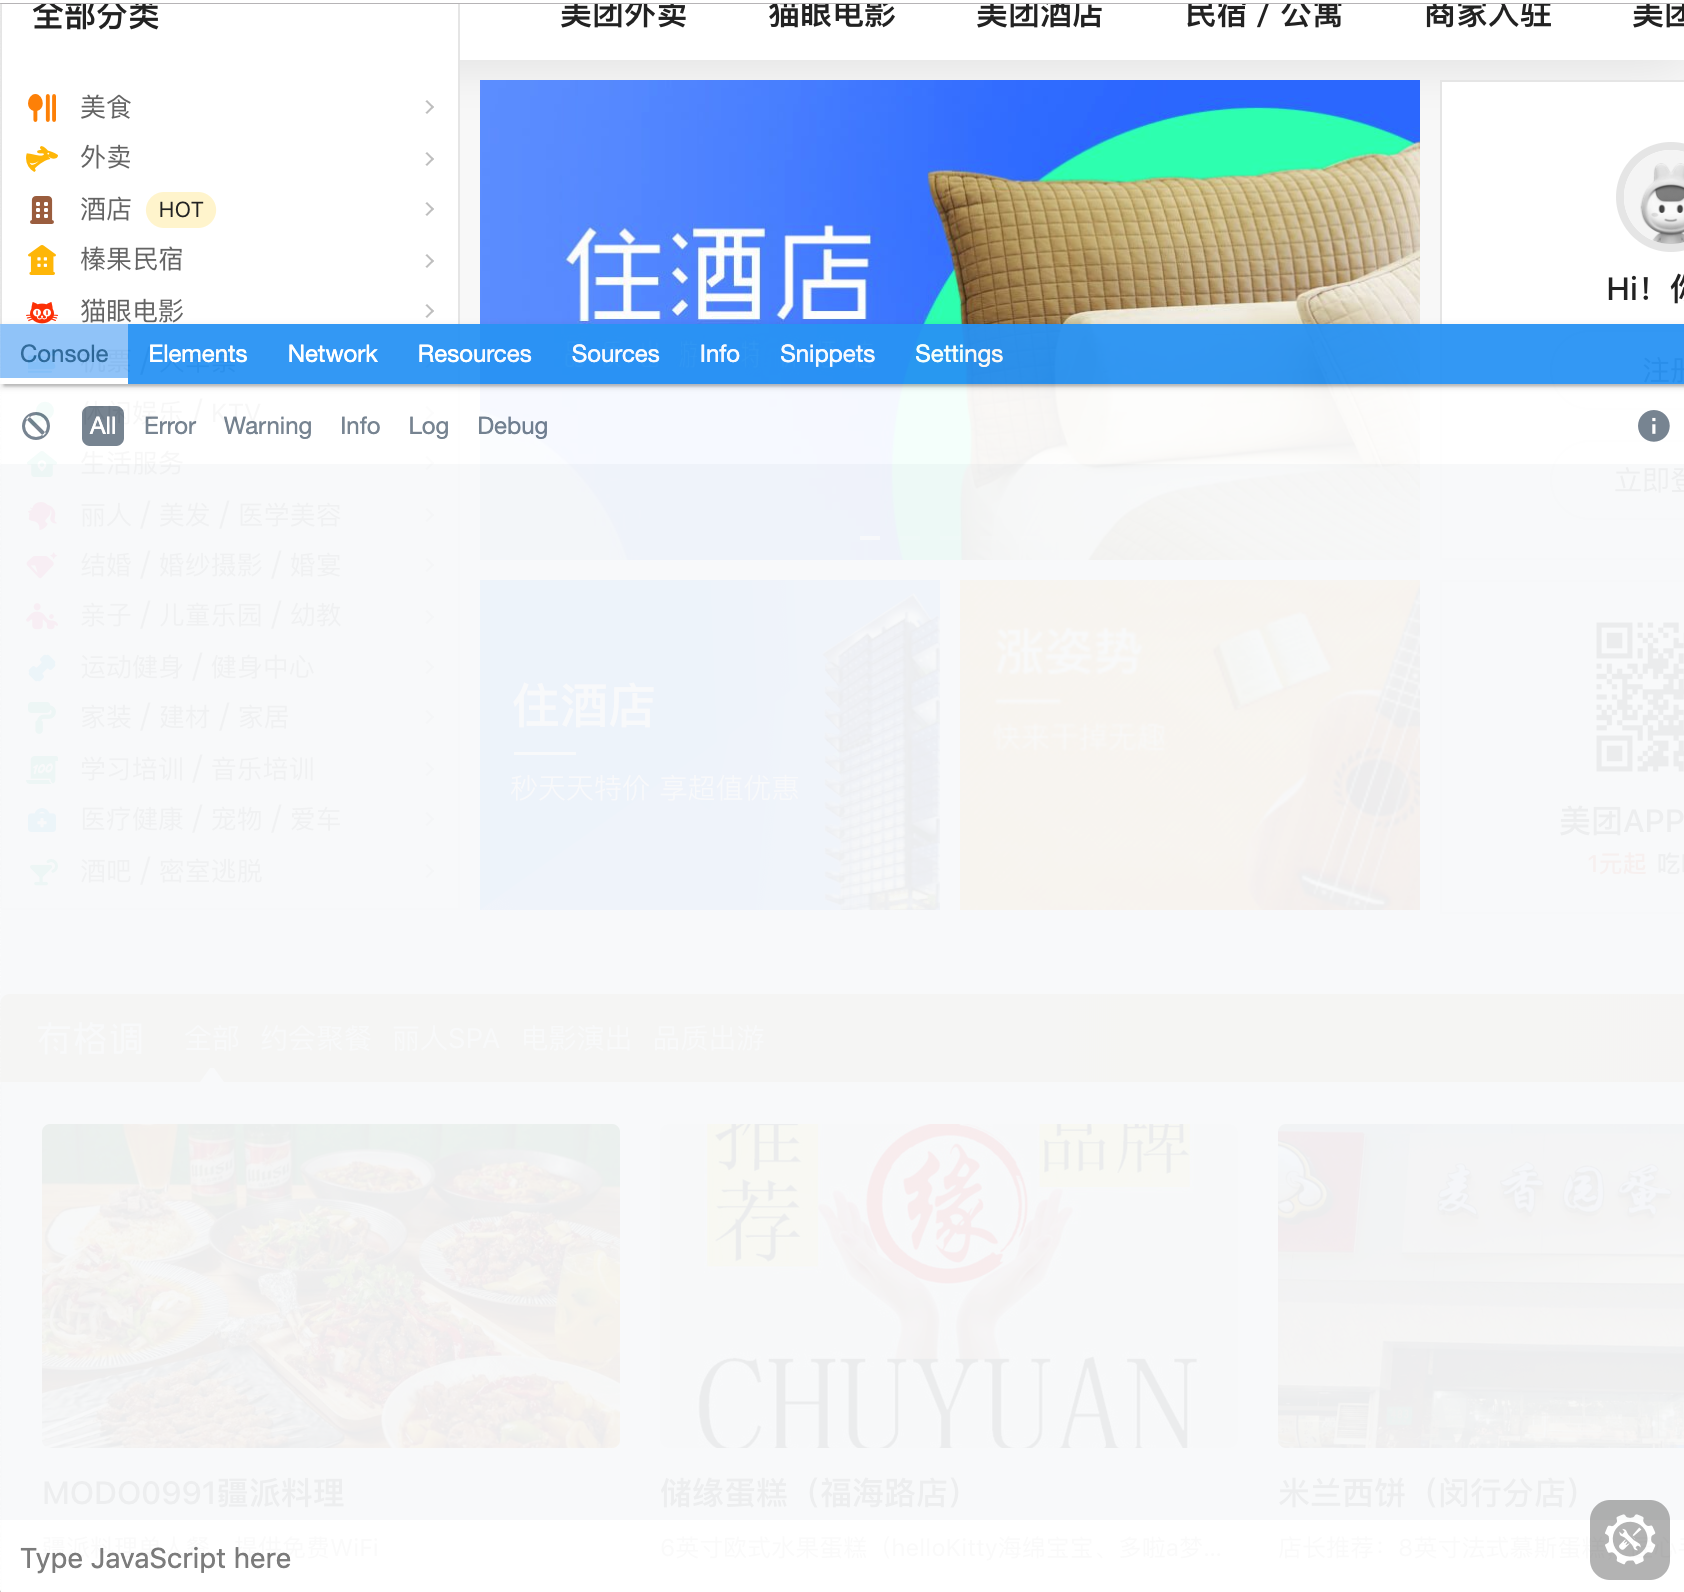 全部分类
美团外卖 猫眼电影 美团酒店 民宿 / 公寓 商家入驻
美食
外卖
酒店 HOT
榛果民宿
猫眼电影
住酒店
Hi！
Console Elements Network Resources Sources Info Snippets Settings
All Error Warning Info Log Debug
生活服务
丽人 / 美发 / 医学美容
结婚 / 婚纱摄影 / 婚宴
亲子 / 儿童乐园 / 幼教
运动健身 / 健身中心
家装 / 建材 / 家居
学习培训 / 音乐培训
医疗健康 / 宠物 / 爱车
酒吧 / 密室逃脱
住酒店
秒天天特价 享超值优惠
涨姿势
立即登
美团APP
1元起
有格调 全部 约会聚餐 丽人SPA 电影演出 品质出游
推荐
品牌
缘
CHUYUAN
MODO0991疆派料理
储缘蛋糕（福海路店）
米兰西饼（闵行分店）
Type JavaScript here